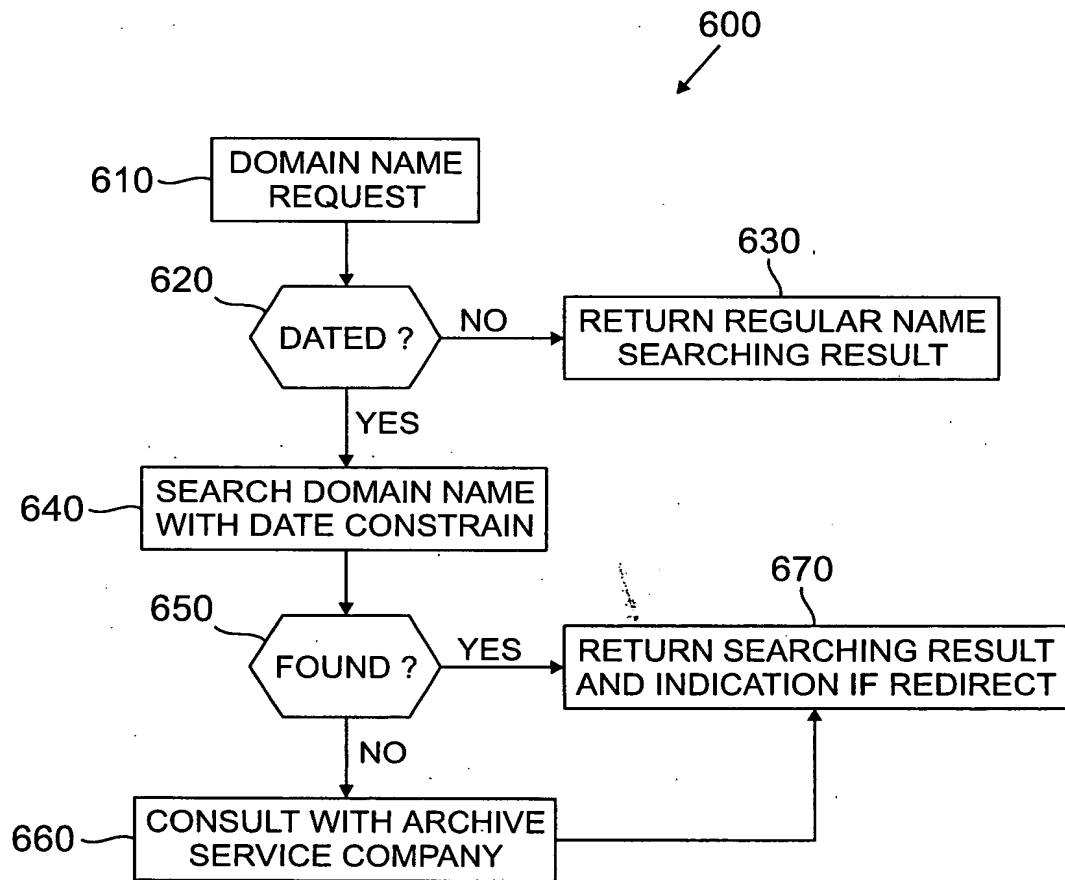 600
610
DOMAIN NAME
REQUEST
620
DATED ?
NO
630
RETURN REGULAR NAME
SEARCHING RESULT
YES
640
SEARCH DOMAIN NAME
WITH DATE CONSTRAIN
650
FOUND ?
YES
670
RETURN SEARCHING RESULT
AND INDICATION IF REDIRECT
NO
660
CONSULT WITH ARCHIVE
SERVICE COMPANY